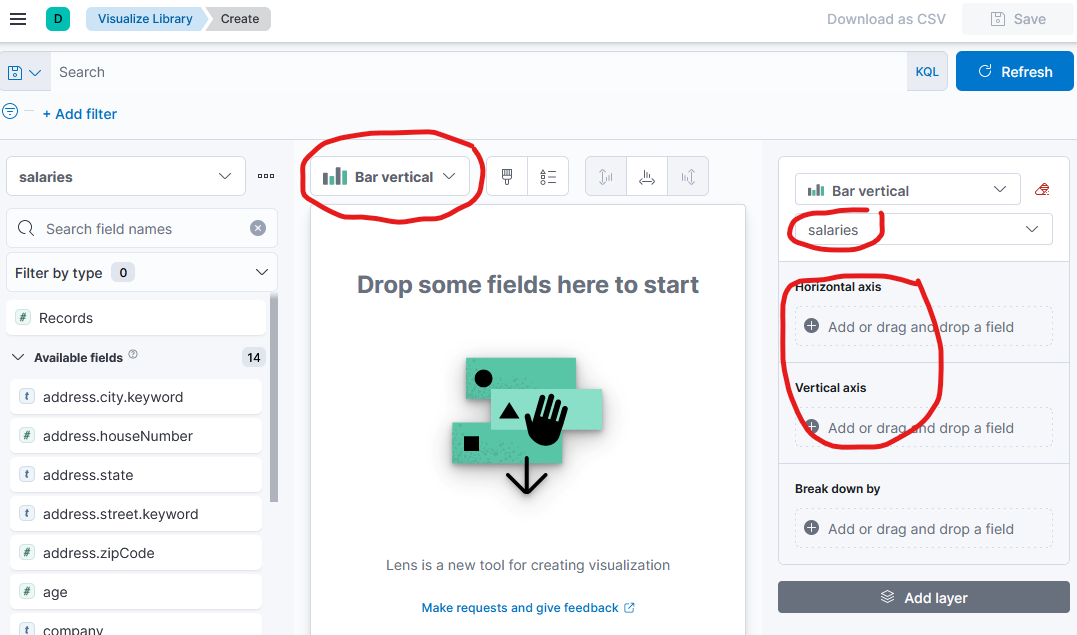 D Visualize Library Create Download as CSV Save
Search KQL Refresh
+ Add filter
salaries
Search field names
Filter by type 0
# Records
Available fields 14
t address.city.keyword
# address.houseNumber
t address.state
t address.street.keyword
# address.zipCode
# age
t company
Bar vertical
Drop some fields here to start
Lens is a new tool for creating visualization
Make requests and give feedback
Bar vertical
salaries
Horizontal axis
Add or drag and drop a field
Vertical axis
Add or drag and drop a field
Break down by
Add or drag and drop a field
Add layer